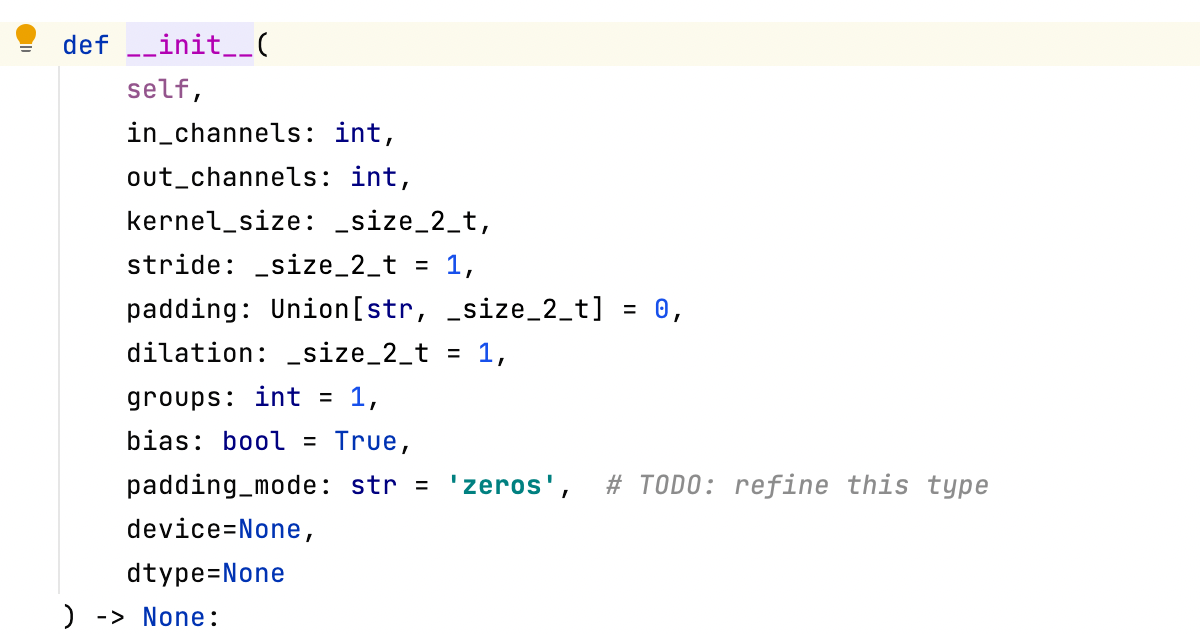 def __init__(
    self,
    in_channels: int,
    out_channels: int,
    kernel_size: _size_2_t,
    stride: _size_2_t = 1,
    padding: Union[str, _size_2_t] = 0,
    dilation: _size_2_t = 1,
    groups: int = 1,
    bias: bool = True,
    padding_mode: str = 'zeros',  # TODO: refine this type
    device=None,
    dtype=None
) -> None: